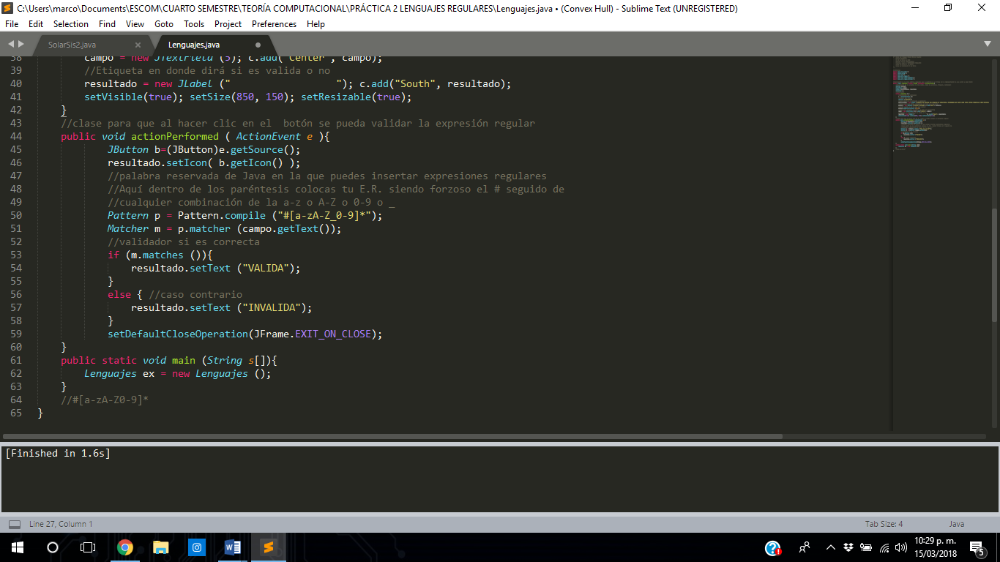 C:\Users\marco\Documents\ESCOM\CUARTO SEMESTRE\TEORÍA COMPUTACIONAL\PRÁCTICA 2 LENGUAJES REGULARES\Lenguajes.java • (Convex Hull) - Sublime Text (UNREGISTERED)
File Edit Selection Find View Goto Tools Project Preferences Help
SolarSis2.java × Lenguajes.java
38 campo = new JTextField (5); c.add("Center", campo);
39 //Etiqueta en donde dirá si es valida o no
40 resultado = new JLabel ("                  "); c.add("South", resultado);
41 setVisible(true); setSize(850, 150); setResizable(true);
42 }
43 //clase para que al hacer clic en el  botón se pueda validar la expresión regular
44 public void actionPerformed ( ActionEvent e ){
45 JButton b=(JButton)e.getSource();
46 resultado.setIcon( b.getIcon() );
47 //palabra reservada de Java en la que puedes insertar expresiones regulares
48 //Aquí dentro de los paréntesis colocas tu E.R. siendo forzoso el # seguido de
49 //cualquier combinación de la a-z o A-Z o 0-9 o _
50 Pattern p = Pattern.compile ("#[a-zA-Z_0-9]*");
51 Matcher m = p.matcher (campo.getText());
52 //validador si es correcta
53 if (m.matches ()){
54 resultado.setText ("VALIDA");
55 }
56 else { //caso contrario
57 resultado.setText ("INVALIDA");
58 }
59 setDefaultCloseOperation(JFrame.EXIT_ON_CLOSE);
60 }
61 public static void main (String s[]){
62 Lenguajes ex = new Lenguajes ();
63 }
64 //#[a-zA-Z0-9]*
65 }
[Finished in 1.6s]
Line 27, Column 1 Tab Size: 4 Java
10:29 p. m.
15/03/2018
5